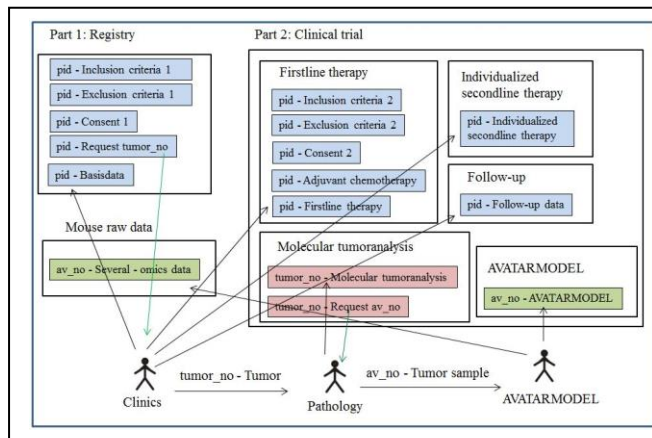 Part 1: Registry
pid - Inclusion criteria 1
pid - Exclusion criteria 1
pid - Consent 1
pid - Request tumor_no
pid - Basisdata
Mouse raw data
av_no - Several - omics data
Part 2: Clinical trial
Firstline therapy
pid - Inclusion criteria 2
pid - Exclusion criteria 2
pid - Consent 2
pid - Adjuvant chemotherapy
pid - Firstline therapy
Individualized
secondline therapy
pid - Individualized
secondline therapy
Follow-up
pid - Follow-up data
Molecular tumoranalysis
tumor_no - Molecular tumoranalysis
tumor_no - Request av_no
AVATARMODEL
av_no - AVATARMODEL
Clinics
tumor_no - Tumor
Pathology
av_no - Tumor sample
AVATARMODEL